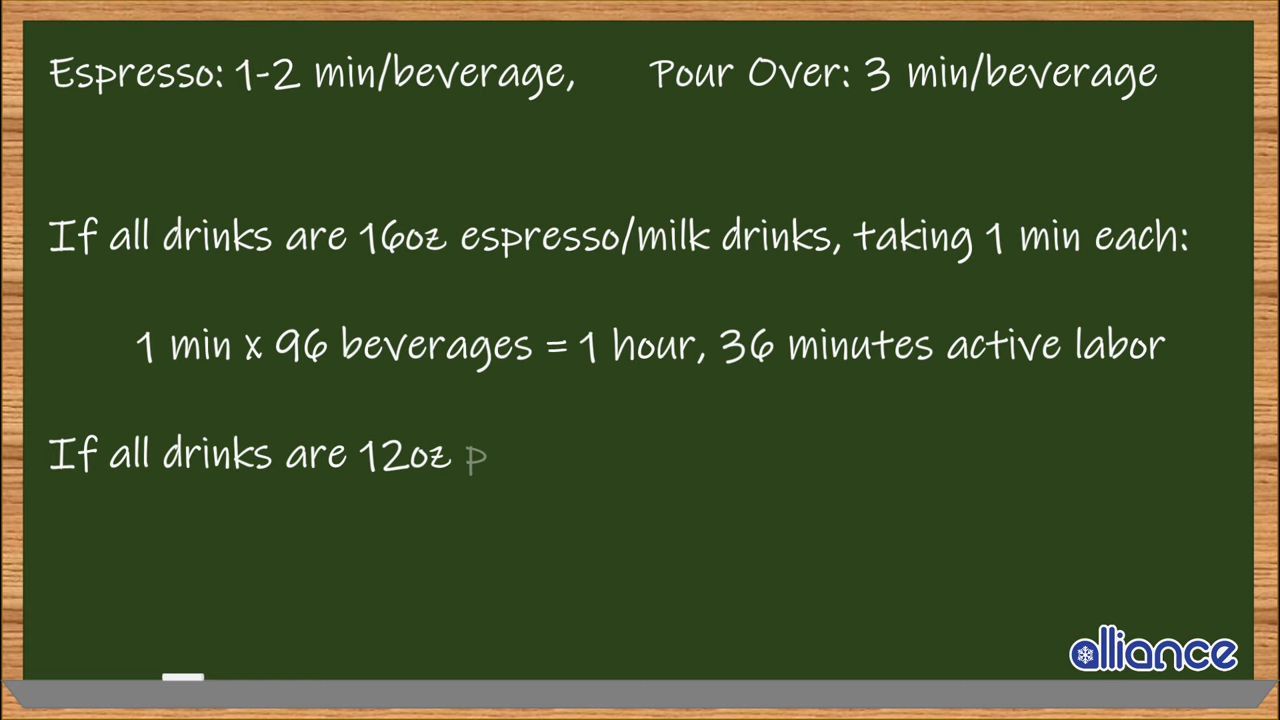 Espresso: 1-2 min/beverage, Pour Over: 3 min/beverage
If all drinks are 16oz espresso/milk drinks, taking 1 min each:
1 min x 96 beverages = 1 hour, 36 minutes active labor
If all drinks are 12oz p
alliance